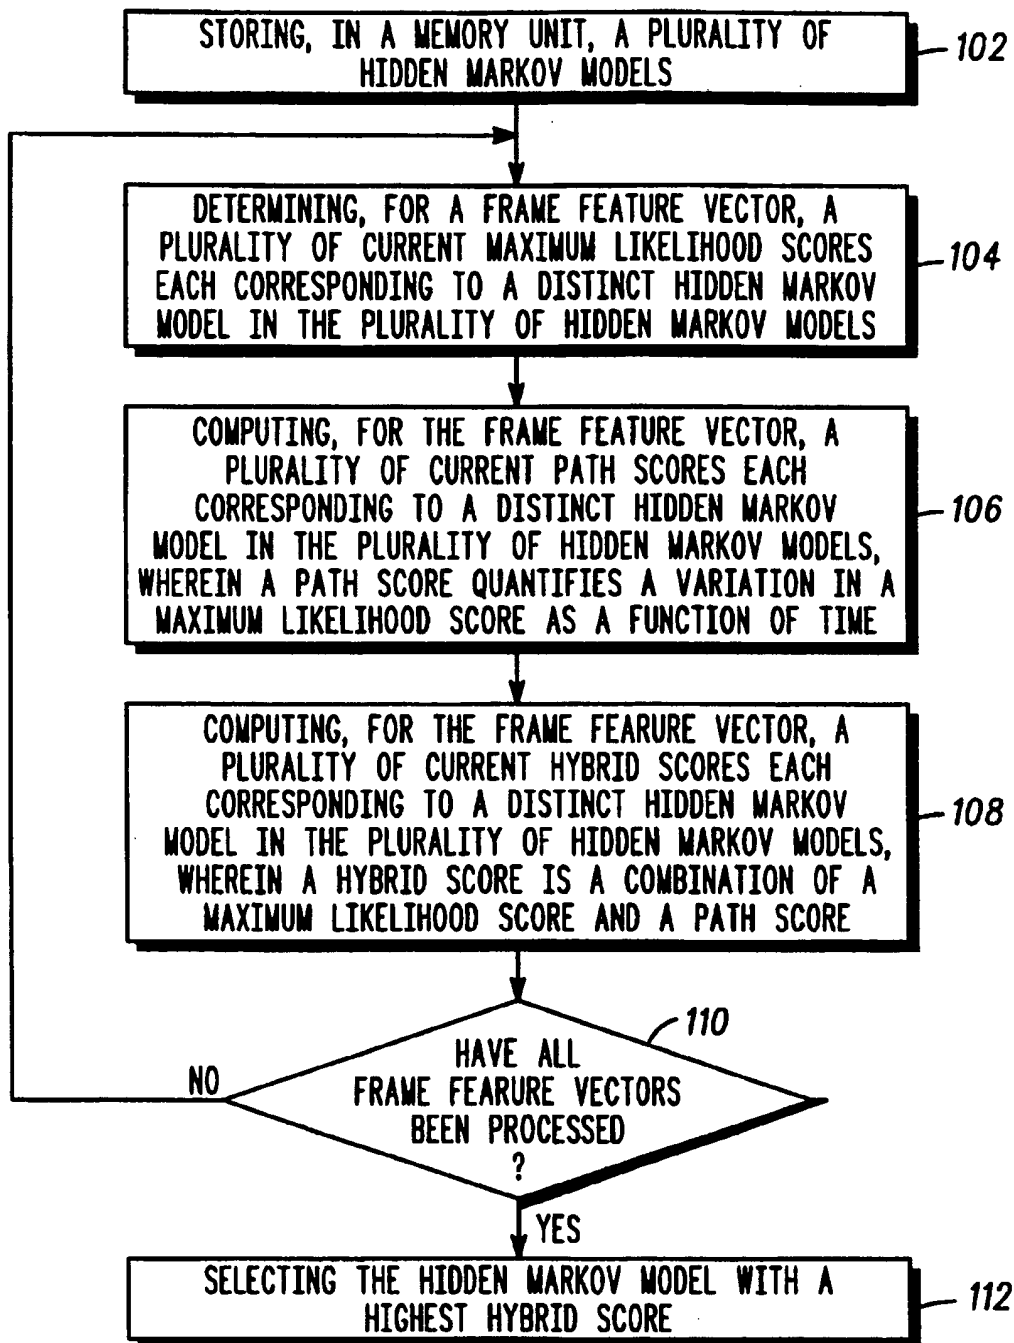 STORING, IN A MEMORY UNIT, A PLURALITY OF
HIDDEN MARKOV MODELS
102
DETERMINING, FOR A FRAME FEATURE VECTOR, A
PLURALITY OF CURRENT MAXIMUM LIKELIHOOD SCORES
EACH CORRESPONDING TO A DISTINCT HIDDEN MARKOV
MODEL IN THE PLURALITY OF HIDDEN MARKOV MODELS
104
COMPUTING, FOR THE FRAME FEATURE VECTOR, A
PLURALITY OF CURRENT PATH SCORES EACH
CORRESPONDING TO A DISTINCT HIDDEN MARKOV
MODEL IN THE PLURALITY OF HIDDEN MARKOV MODELS,
WHEREIN A PATH SCORE QUANTIFIES A VARIATION IN A
MAXIMUM LIKELIHOOD SCORE AS A FUNCTION OF TIME
106
COMPUTING, FOR THE FRAME FEARURE VECTOR, A
PLURALITY OF CURRENT HYBRID SCORES EACH
CORRESPONDING TO A DISTINCT HIDDEN MARKOV
MODEL IN THE PLURALITY OF HIDDEN MARKOV MODELS,
WHEREIN A HYBRID SCORE IS A COMBINATION OF A
MAXIMUM LIKELIHOOD SCORE AND A PATH SCORE
108
110
HAVE ALL
FRAME FEARURE VECTORS
BEEN PROCESSED
?
NO
YES
SELECTING THE HIDDEN MARKOV MODEL WITH A
HIGHEST HYBRID SCORE
112